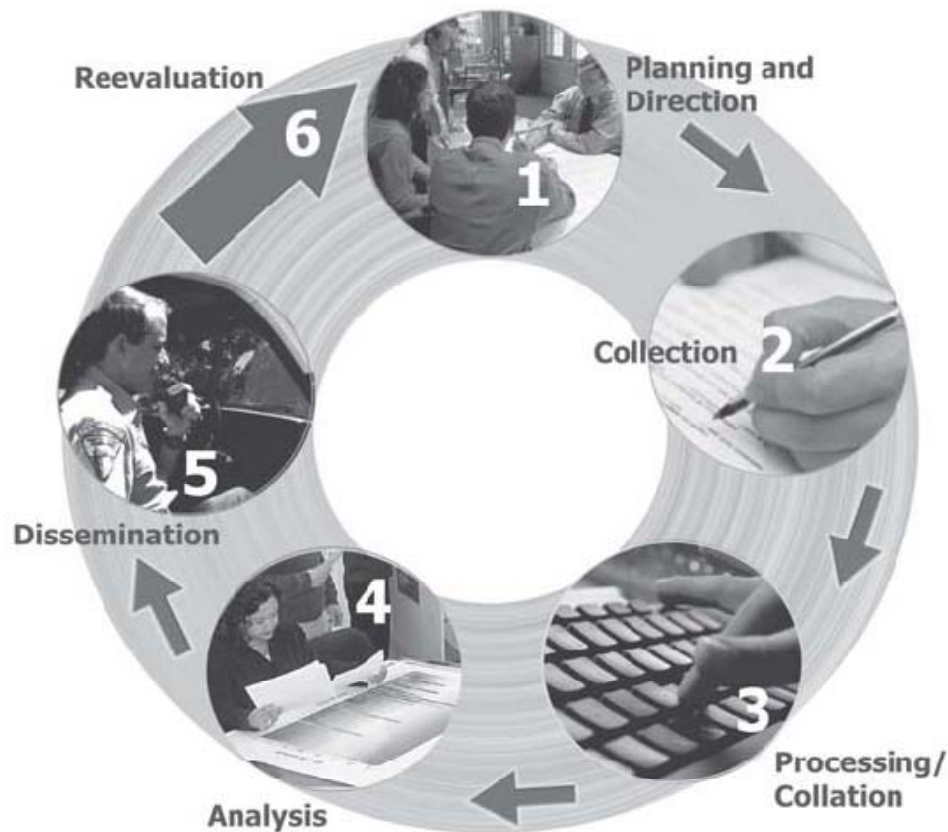 Reevaluation
6
1
Planning and
Direction
Collection
2
5
Dissemination
4
3
Analysis
Processing/
Collation